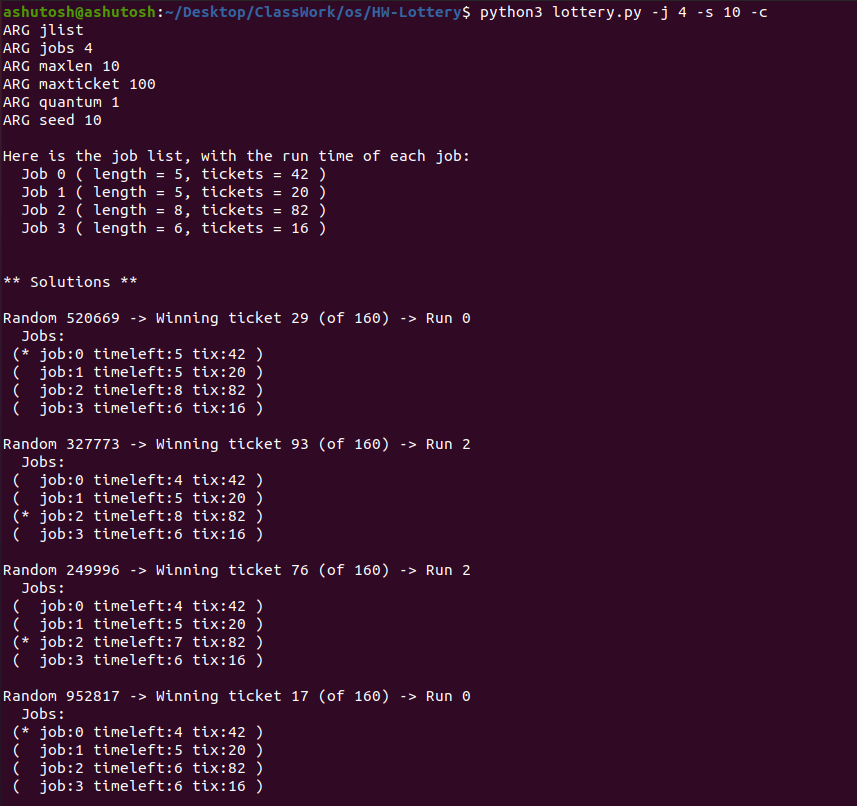 ashutosh@ashutosh:~/Desktop/ClassWork/os/HW-Lottery$ python3 lottery.py -j 4 -s 10 -c
ARG jlist
ARG jobs 4
ARG maxlen 10
ARG maxticket 100
ARG quantum 1
ARG seed 10

Here is the job list, with the run time of each job:
  Job 0 ( length = 5, tickets = 42 )
  Job 1 ( length = 5, tickets = 20 )
  Job 2 ( length = 8, tickets = 82 )
  Job 3 ( length = 6, tickets = 16 )


** Solutions **

Random 520669 -> Winning ticket 29 (of 160) -> Run 0
  Jobs:
 (* job:0 timeleft:5 tix:42 )
 (  job:1 timeleft:5 tix:20 )
 (  job:2 timeleft:8 tix:82 )
 (  job:3 timeleft:6 tix:16 )

Random 327773 -> Winning ticket 93 (of 160) -> Run 2
  Jobs:
 (  job:0 timeleft:4 tix:42 )
 (  job:1 timeleft:5 tix:20 )
 (* job:2 timeleft:8 tix:82 )
 (  job:3 timeleft:6 tix:16 )

Random 249996 -> Winning ticket 76 (of 160) -> Run 2
  Jobs:
 (  job:0 timeleft:4 tix:42 )
 (  job:1 timeleft:5 tix:20 )
 (* job:2 timeleft:7 tix:82 )
 (  job:3 timeleft:6 tix:16 )

Random 952817 -> Winning ticket 17 (of 160) -> Run 0
  Jobs:
 (* job:0 timeleft:4 tix:42 )
 (  job:1 timeleft:5 tix:20 )
 (  job:2 timeleft:6 tix:82 )
 (  job:3 timeleft:6 tix:16 )